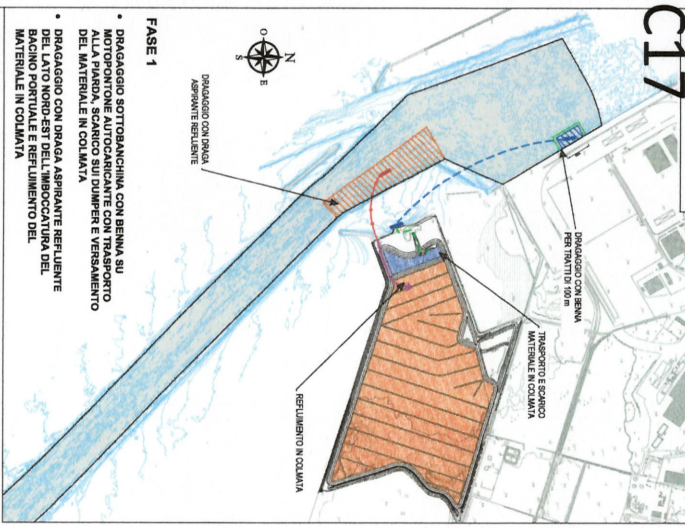 C17
DRAGAGGIO CON BENNA
PER TRATTI DI 100 m
TRASPORTO E SCARICO
MATERIALE IN COLMATA
REFLUIMENTO IN COLMATA
DRAGAGGIO CON DRAGA
ASPIRANTE REFLUENTE
N
O
E
S
FASE 1
• DRAGAGGIO SOTTOBANCHINA CON BENNA SU
MOTOPONTONE AUTOCARICANTE CON TRASPORTO
ALLA PIARDA, SCARICO SUI DUMPER E VERSAMENTO
DEL MATERIALE IN COLMATA
• DRAGAGGIO CON DRAGA ASPIRANTE REFLUENTE
DEL LATO NORD-EST DELL'IMBOCCATURA DEL
BACINO PORTUALE E REFLUIMENTO DEL
MATERIALE IN COLMATA